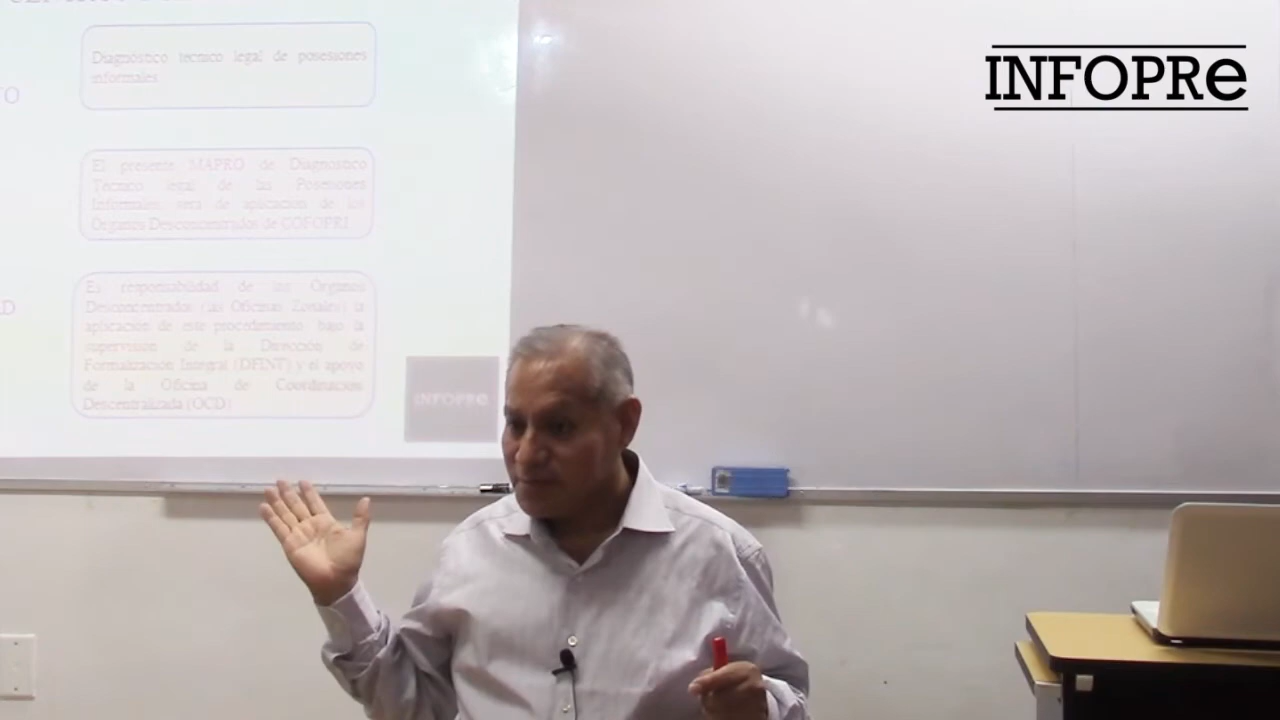 INFOPRe
Diagnóstico técnico legal de posesiones
informales
El presente MAPRO de Diagnóstico
Técnico legal de las Posesiones
Informales, será de aplicación de los
Órganos Desconcentrados de COFOPRI
Es responsabilidad de los Órganos
Desconcentrados (las Oficinas Zonales) la
aplicación de este procedimiento, bajo la
supervisión de la Dirección de
Formalización Integral (DFINT) y el apoyo
de la Oficina de Coordinación
Descentralizada (OCD)
INFOPRe